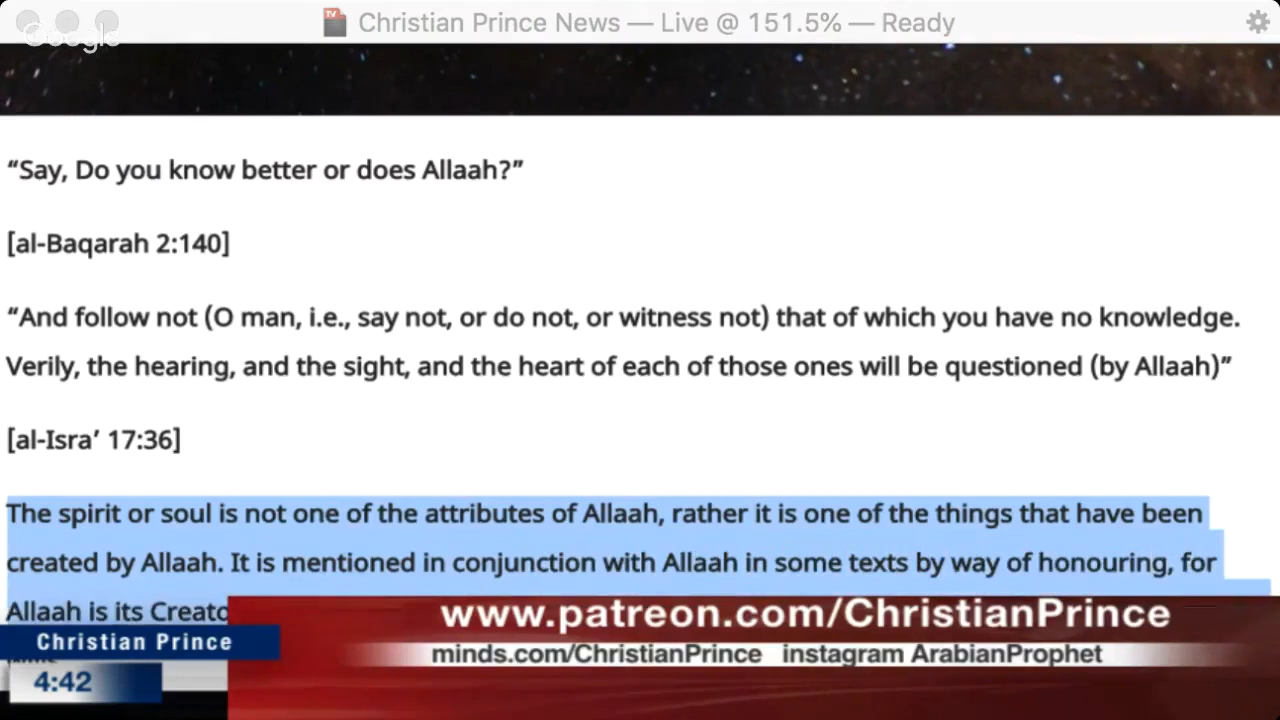 Christian Prince News — Live @ 151.5% — Ready
Google
“Say, Do you know better or does Allaah?”
[al-Baqarah 2:140]
“And follow not (O man, i.e., say not, or do not, or witness not) that of which you have no knowledge.
Verily, the hearing, and the sight, and the heart of each of those ones will be questioned (by Allaah)”
[al-Isra’ 17:36]
The spirit or soul is not one of the attributes of Allaah, rather it is one of the things that have been
created by Allaah. It is mentioned in conjunction with Allaah in some texts by way of honouring, for
Allaah is its
www.patreon.com/ChristianPrince
Christian Prince
minds.com/ChristianPrince instagram ArabianProphet
4:42